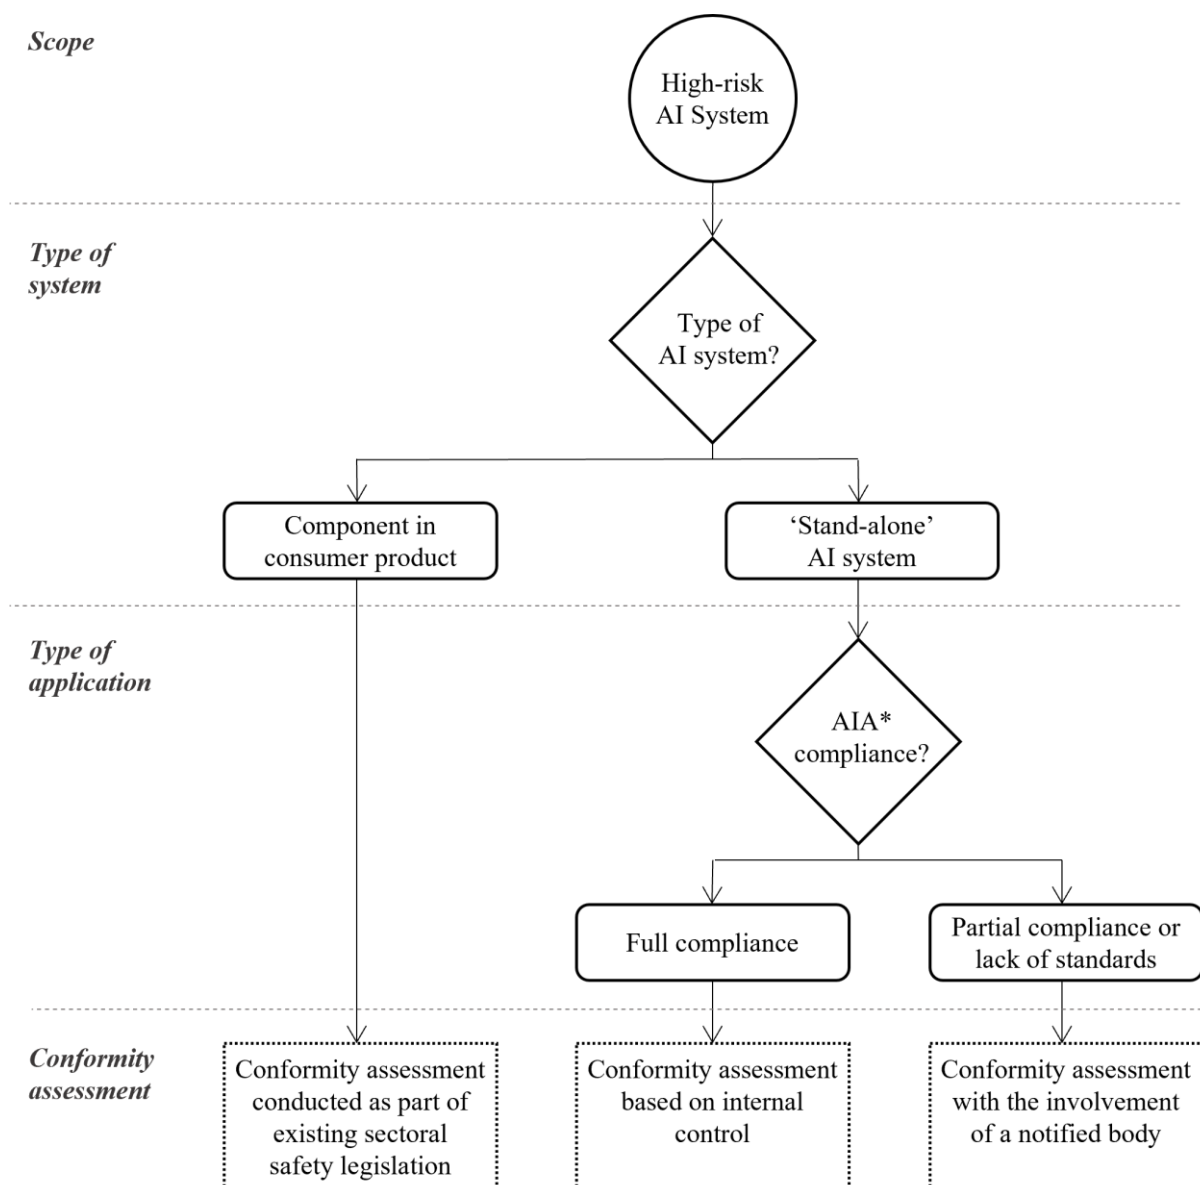 Scope
High-risk
AI System
Type of
system
Type of
AI system?
Component in
consumer product
‘Stand-alone’
AI system
Type of
application
AIA*
compliance?
Full compliance
Partial compliance or
lack of standards
Conformity
assessment
Conformity assessment
conducted as part of
existing sectoral
safety legislation
Conformity assessment
based on internal
control
Conformity assessment
with the involvement
of a notified body